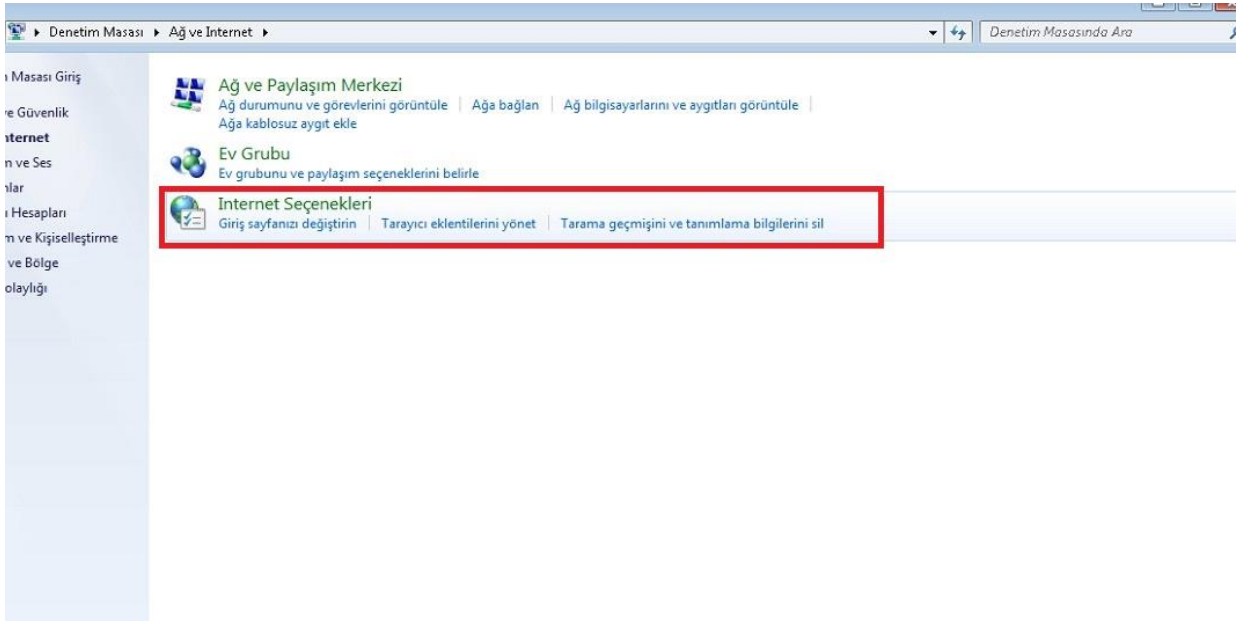 Denetim Masası ▸ Ağ ve Internet ▸
Denetim Masasında Ara
Masası Giriş
ve Güvenlik
nternet
ve Ses
Hesapları
ve Kişiselleştirme
ve Bölge
olaylığı
Ağ ve Paylaşım Merkezi
Ağ durumunu ve görevlerini görüntüle | Ağa bağlan | Ağ bilgisayarlarını ve aygıtları görüntüle |
Ağa kablosuz aygıt ekle
Ev Grubu
Ev grubunu ve paylaşım seçeneklerini belirle
Internet Seçenekleri
Giriş sayfanızı değiştirin | Tarayıcı eklentilerini yönet | Tarama geçmişini ve tanımlama bilgilerini sil